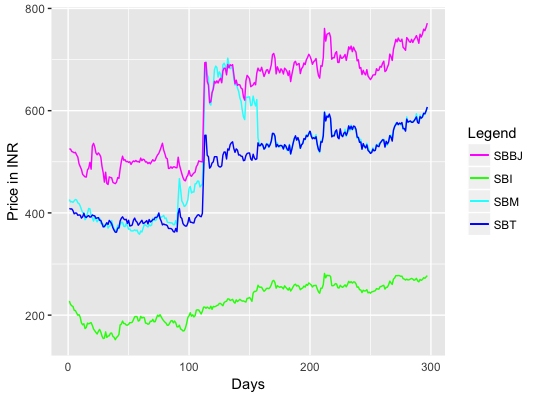 800
600
400
200
Price in INR
0 100 200 300
Days
Legend
SBBJ
SBI
SBM
SBT